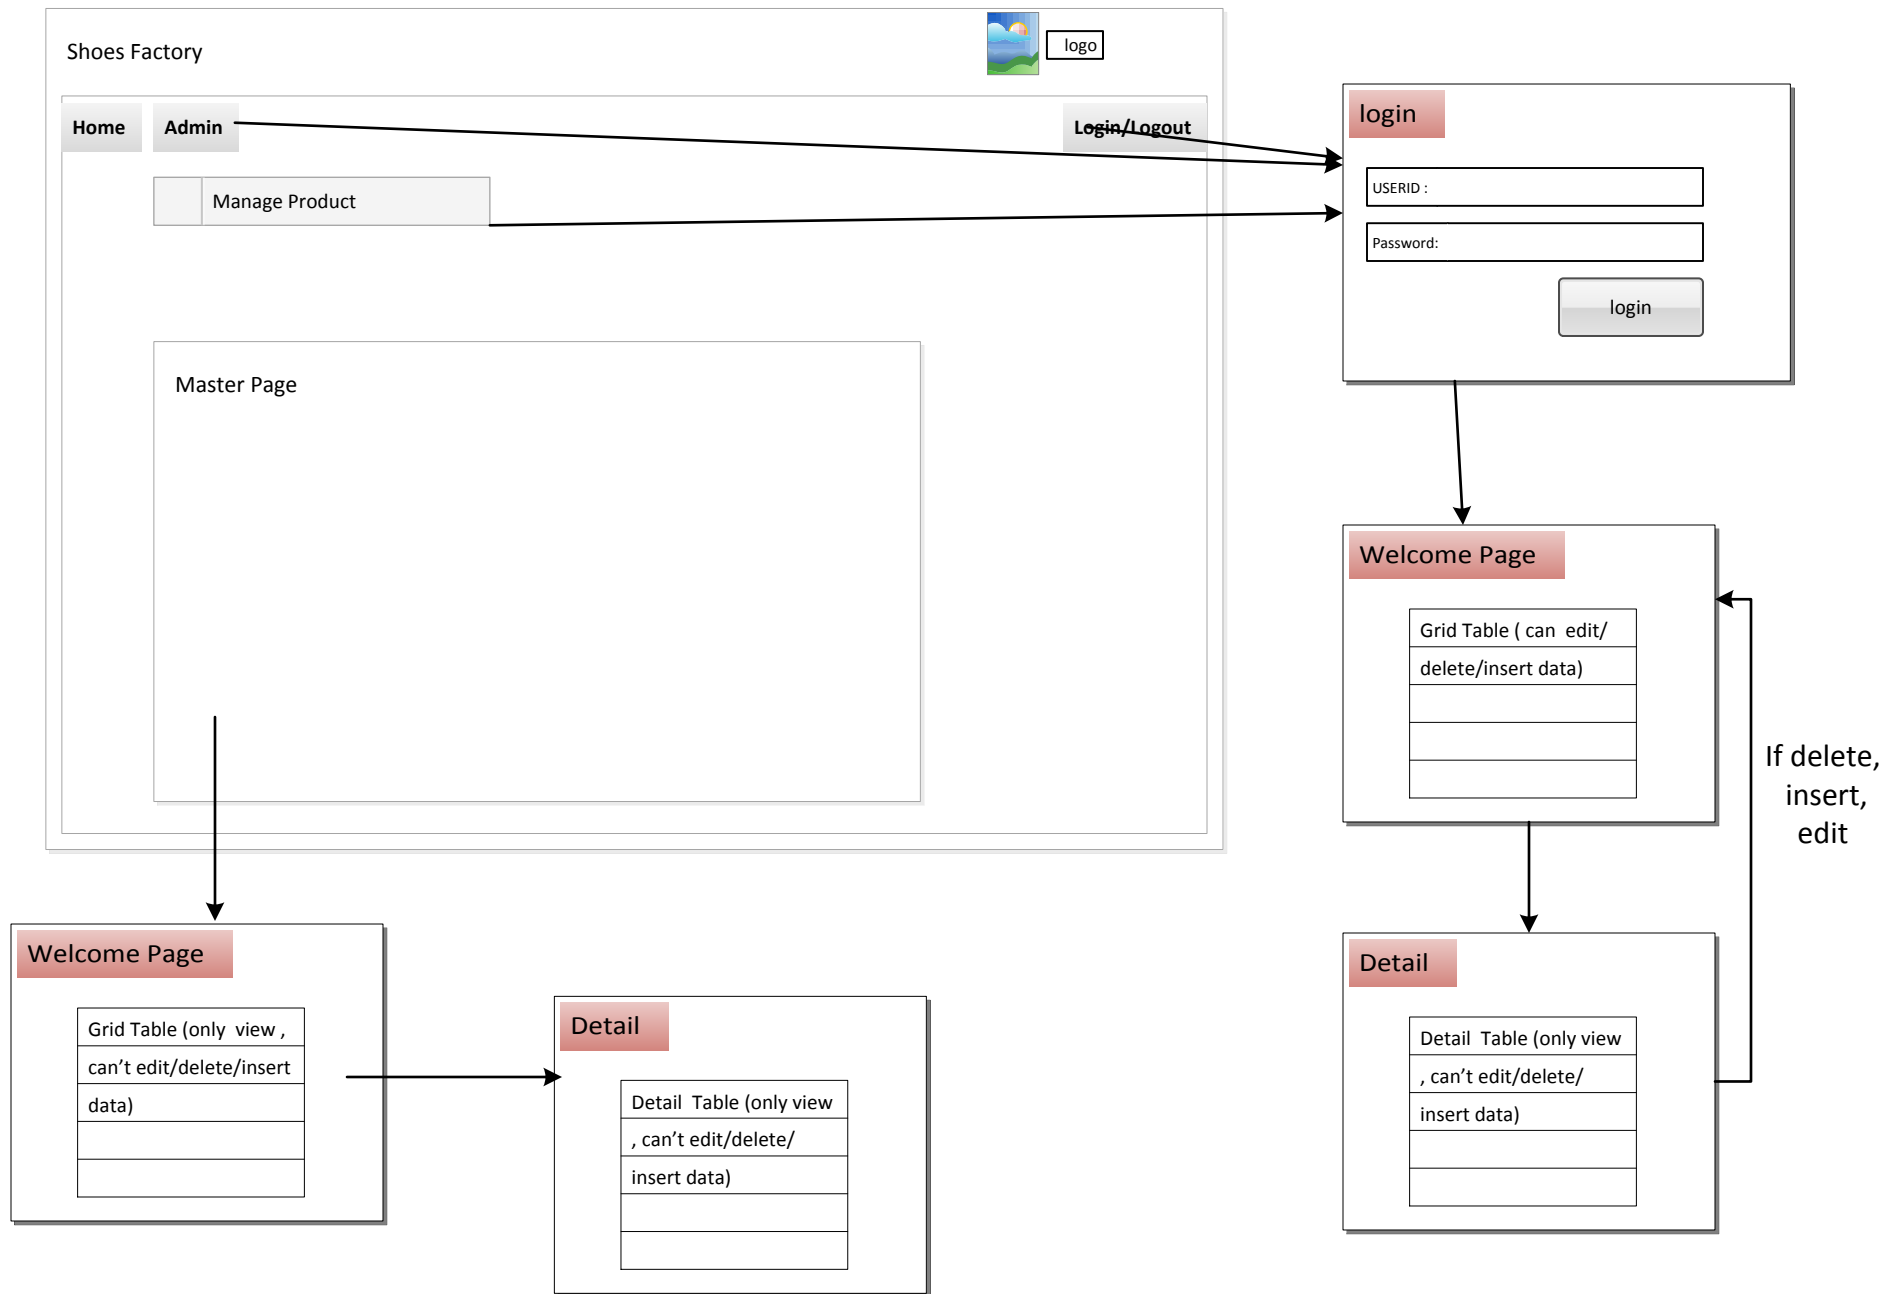 Shoes Factory
logo
Home
Admin
Login/Logout
Manage Product
Master Page
login
USERID :
Password:
login
Welcome Page
Grid Table ( can  edit/
delete/insert data)
If delete,
insert,
edit
Welcome Page
Grid Table (only  view ,
can’t edit/delete/insert
data)
Detail
Detail  Table (only view
, can’t edit/delete/
insert data)
Detail
Detail  Table (only view
, can’t edit/delete/
insert data)